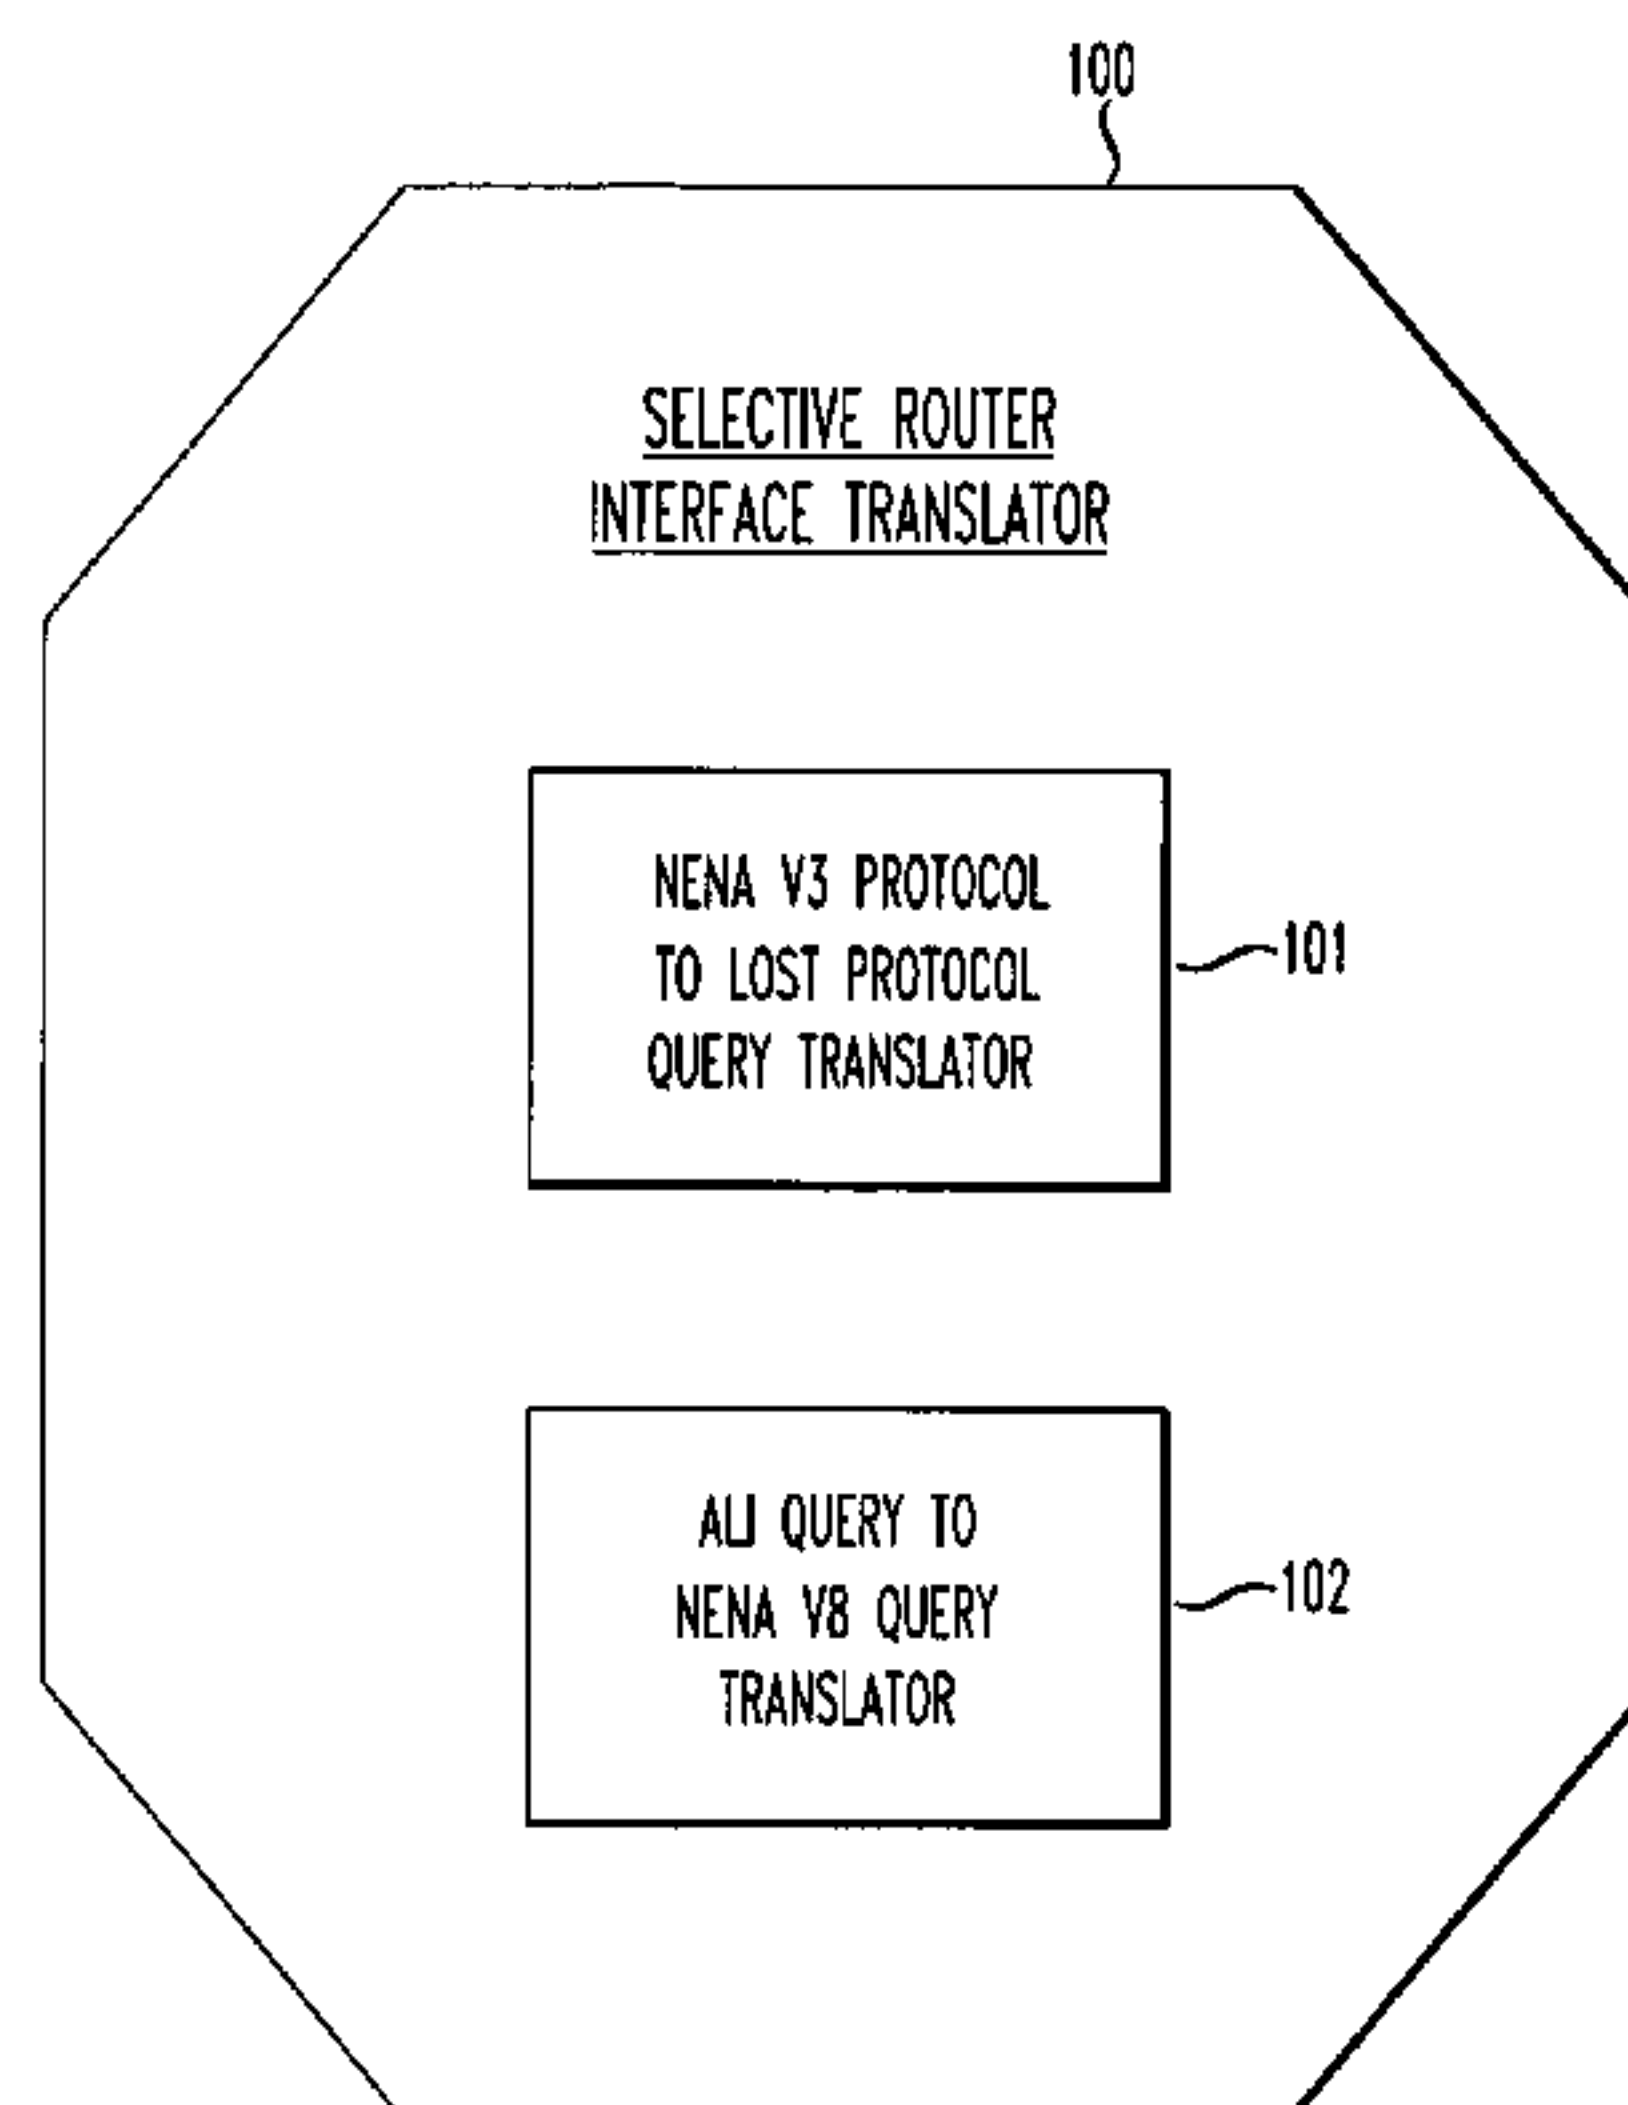 100
SELECTIVE ROUTER
INTERFACE TRANSLATOR
NENA V3 PROTOCOL
TO LOST PROTOCOL
QUERY TRANSLATOR
101
ALI QUERY TO
NENA V8 QUERY
TRANSLATOR
102